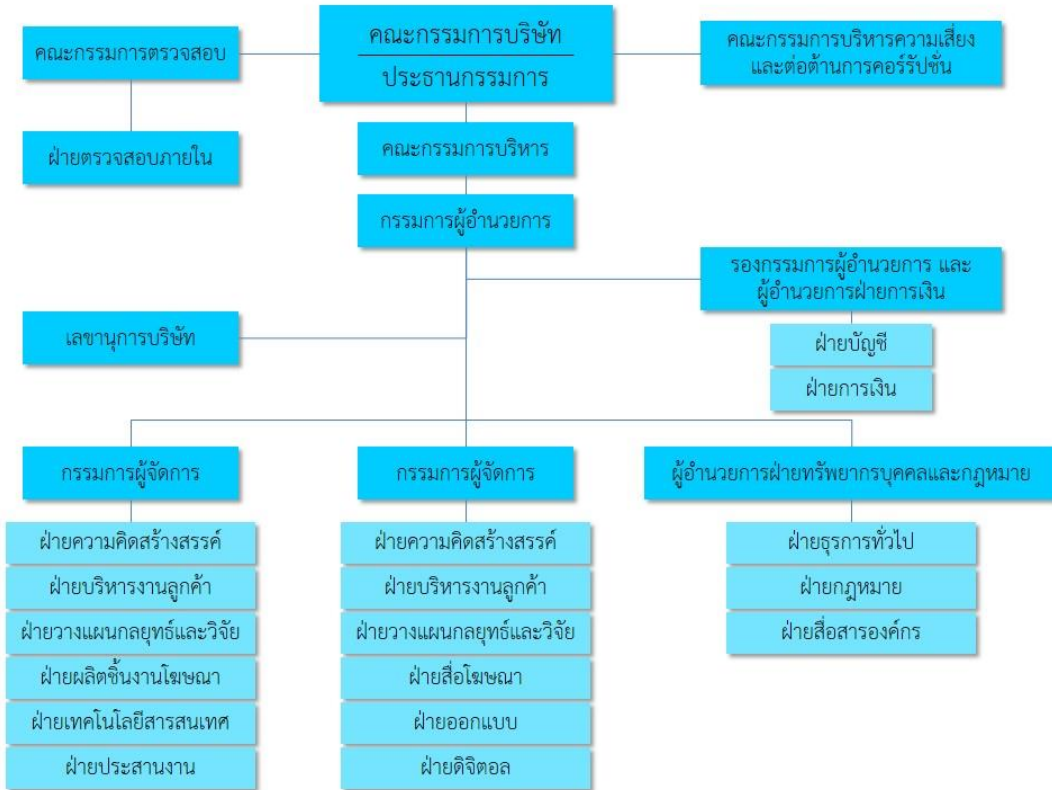 คณะกรรมการบริษัท
ประธานกรรมการ
คณะกรรมการตรวจสอบ
คณะกรรมการบริหารความเสี่ยง
และต่อต้านการคอร์รัปชั่น
ฝ่ายตรวจสอบภายใน
คณะกรรมการบริหาร
กรรมการผู้อำนวยการ
รองกรรมการผู้อำนวยการ และ
ผู้อำนวยการฝ่ายการเงิน
เลขานุการบริษัท
ฝ่ายบัญชี
ฝ่ายการเงิน
กรรมการผู้จัดการ
ฝ่ายความคิดสร้างสรรค์
ฝ่ายบริหารงานลูกค้า
ฝ่ายวางแผนกลยุทธ์และวิจัย
ฝ่ายผลิตชิ้นงานโฆษณา
ฝ่ายเทคโนโลยีสารสนเทศ
ฝ่ายประสานงาน
กรรมการผู้จัดการ
ฝ่ายความคิดสร้างสรรค์
ฝ่ายบริหารงานลูกค้า
ฝ่ายวางแผนกลยุทธ์และวิจัย
ฝ่ายสื่อโฆษณา
ฝ่ายออกแบบ
ฝ่ายดิจิตอล
ผู้อำนวยการฝ่ายทรัพยากรบุคคลและกฎหมาย
ฝ่ายธุรการทั่วไป
ฝ่ายกฎหมาย
ฝ่ายสื่อสารองค์กร